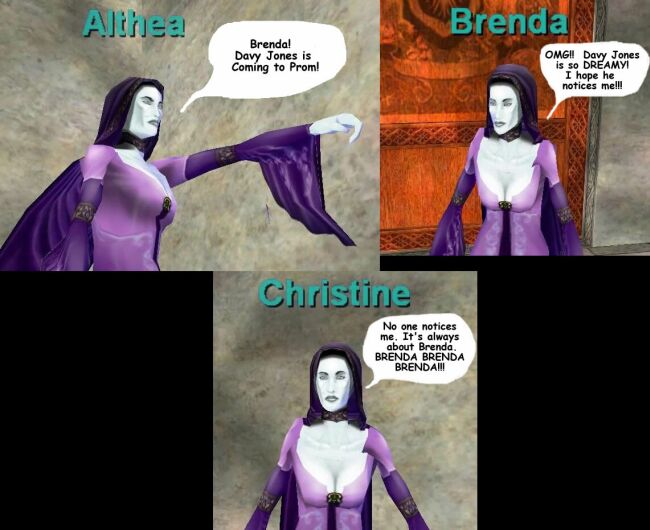 Althea
Brenda!
Davy Jones is
Coming to Prom!
Brenda
OMG!! Davy Jones
is so DREAMY!
I hope he
notices me!!!
Christine
No one notices
me. It's always
about Brenda.
BRENDA BRENDA
BRENDA!!!